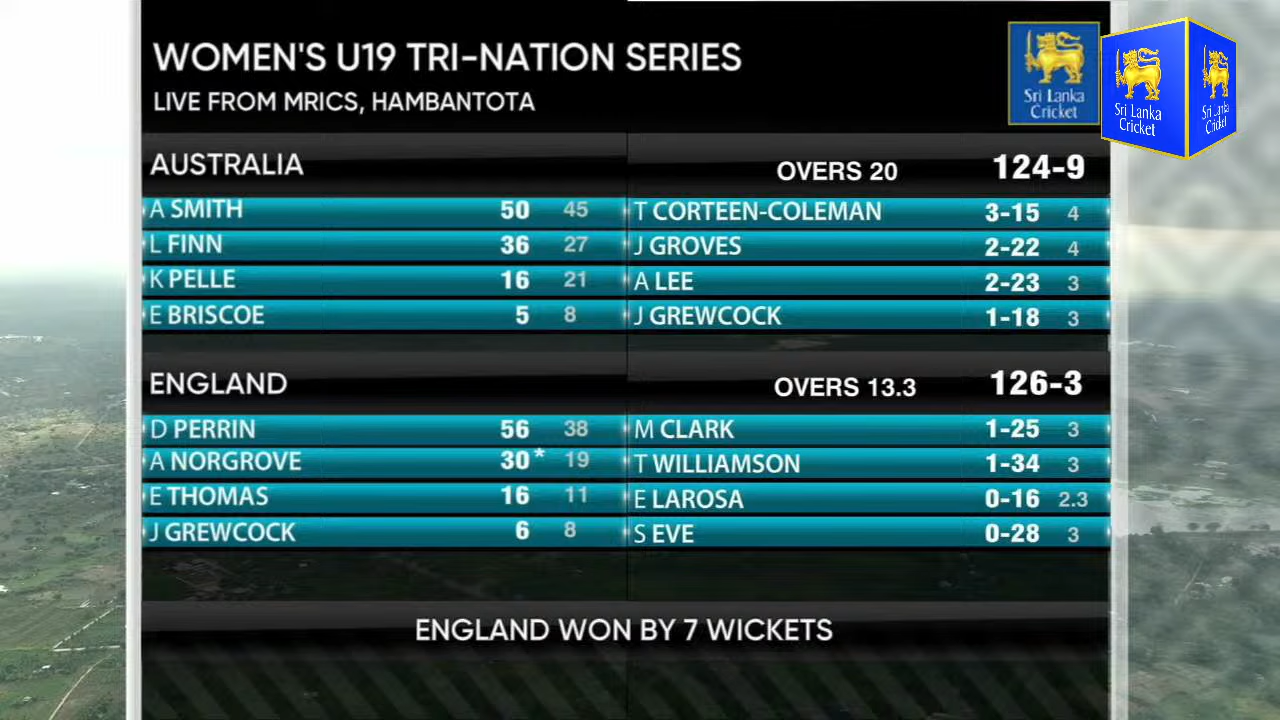 WOMEN'S U19 TRI-NATION SERIES
LIVE FROM MRICS, HAMBANTOTA
Sri Lanka
Cricket
Sri Lanka
Cricket
Sri Lanka
Cricket
AUSTRALIA OVERS 20 124-9
A SMITH 50 45 T CORTEEN-COLEMAN 3-15 4
L FINN 36 27 J GROVES 2-22 4
K PELLE 16 21 A LEE 2-23 3
E BRISCOE 5 8 J GREWCOCK 1-18 3
ENGLAND OVERS 13.3 126-3
D PERRIN 56 38 M CLARK 1-25 3
A NORGROVE 30* 19 T WILLIAMSON 1-34 3
E THOMAS 16 11 E LAROSA 0-16 2.3
J GREWCOCK 6 8 S EVE 0-28 3
ENGLAND WON BY 7 WICKETS